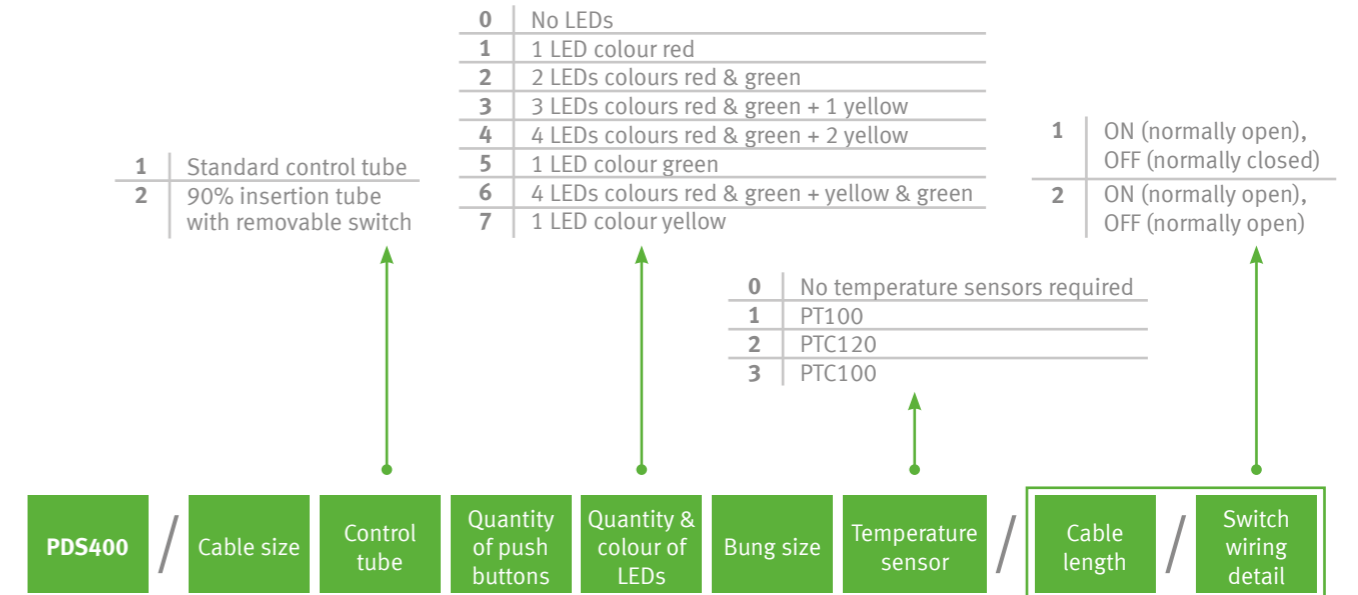 0 No LEDs
1 1 LED colour red
2 2 LEDs colours red & green
3 3 LEDs colours red & green + 1 yellow
4 4 LEDs colours red & green + 2 yellow
5 1 LED colour green
6 4 LEDs colours red & green + yellow & green
7 1 LED colour yellow
1 Standard control tube
2 90% insertion tube
with removable switch
1 ON (normally open),
OFF (normally closed)
2 ON (normally open),
OFF (normally open)
0 No temperature sensors required
1 PT100
2 PTC120
3 PTC100
PDS400
/
Cable size
Control
tube
Quantity
of push
buttons
Quantity &
colour of
LEDs
Bung size
Temperature
sensor
/
Cable
length
/
Switch
wiring
detail